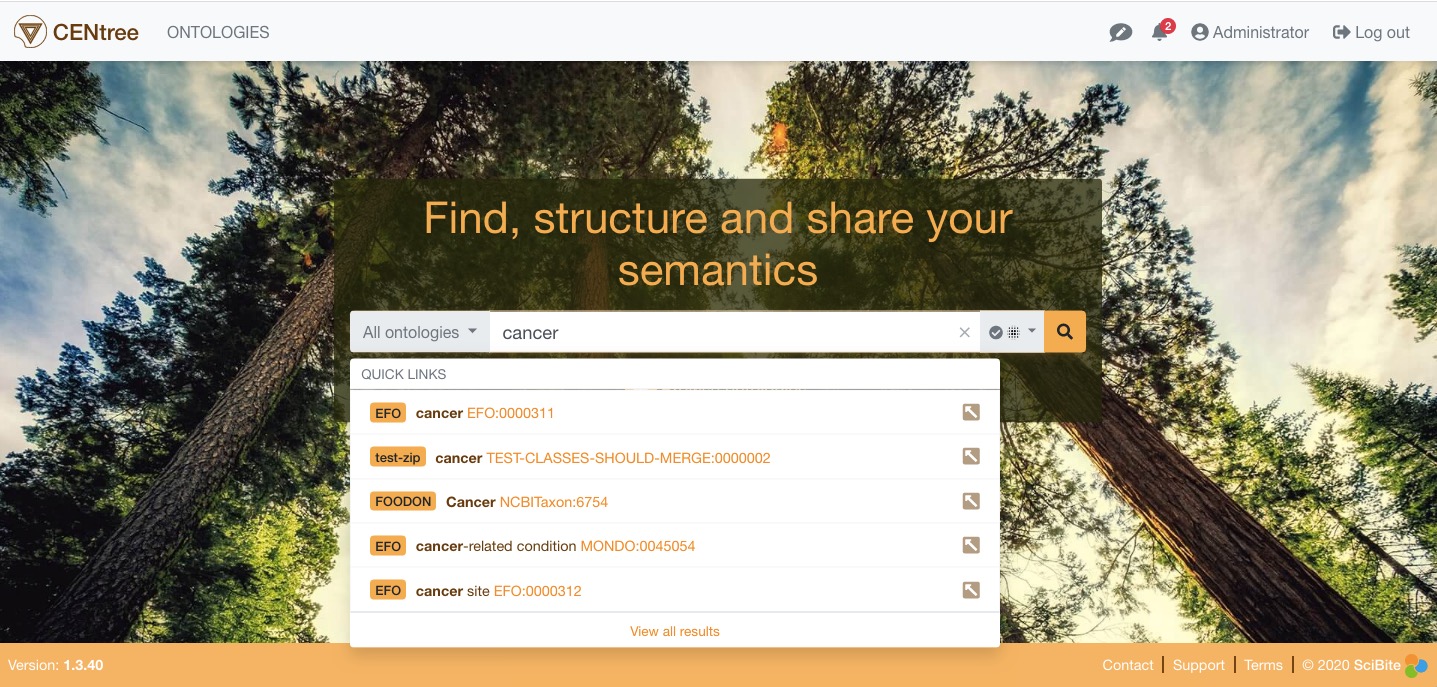 CENtree ONTOLOGIES 2 Administrator Log out
Find, structure and share your
semantics
All ontologies cancer
QUICK LINKS
EFO cancer EFO:0000311
test-zip cancer TEST-CLASSES-SHOULD-MERGE:0000002
FOODON Cancer NCBITaxon:6754
EFO cancer-related condition MONDO:0045054
EFO cancer site EFO:0000312
View all results
Version: 1.3.40 Contact | Support | Terms | © 2020 SciBite